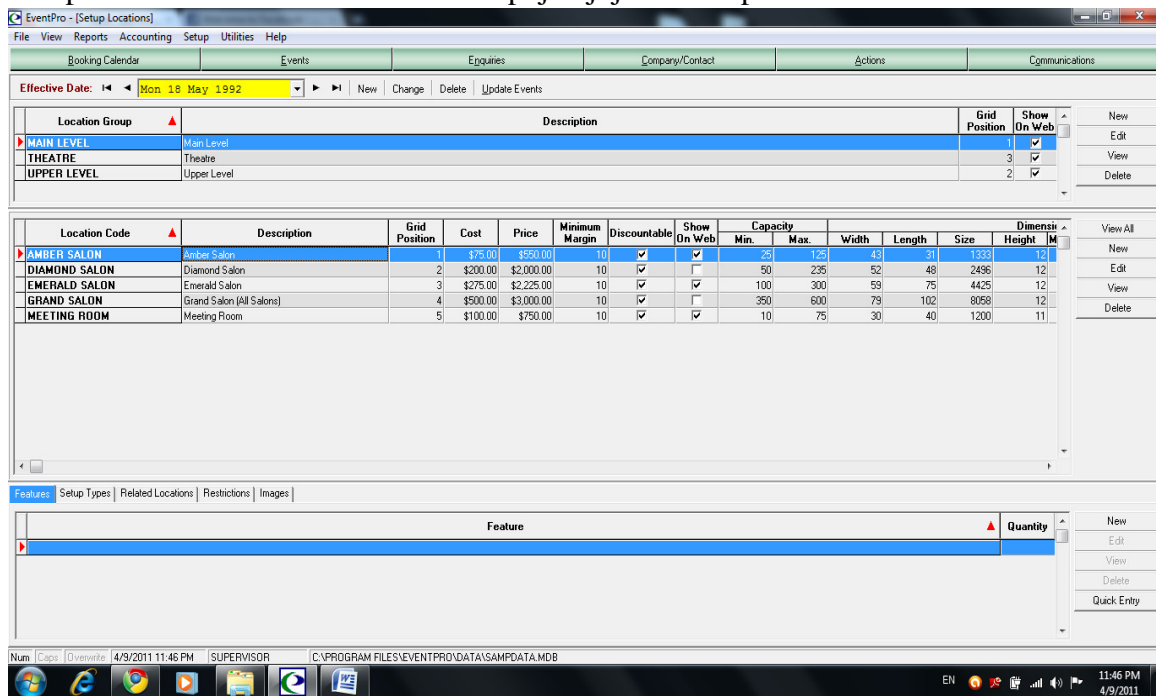 EventPro - [Setup Locations]
File View Reports Accounting Setup Utilities Help
Booking Calendar Events Enquiries Company/Contact Actions Communications
Effective Date: Mon 18 May 1992 New Change Delete Update Events
Location Group Description Grid Position Show On Web New
MAIN LEVEL Main Level 1 Edit
THEATRE Theatre 3 View
UPPER LEVEL Upper Level 2 Delete
Location Code Description Grid Position Cost Price Minimum Margin Discountable Show On Web Capacity Min. Max. Dimensi Width Length Size Height M View All
New
AMBER SALON Amber Salon 1 $75.00 $550.00 10 25 125 43 31 1333 12
DIAMOND SALON Diamond Salon 2 $200.00 $2,000.00 10 50 235 52 48 2496 12 Edit
EMERALD SALON Emerald Salon 3 $275.00 $2,225.00 10 100 300 59 75 4425 12 View
GRAND SALON Grand Salon (All Salons) 4 $500.00 $3,000.00 10 350 600 79 102 8058 12 Delete
MEETING ROOM Meeting Room 5 $100.00 $750.00 10 10 75 30 40 1200 11
Features Setup Types Related Locations Restrictions Images
Feature Quantity New
Edit
View
Delete
Quick Entry
Num Caps Overwrite 4/9/2011 11:46 PM SUPERVISOR C:\PROGRAM FILES\EVENTPRO\DATA\SAMPDATA.MDB
EN 11:46 PM
4/9/2011